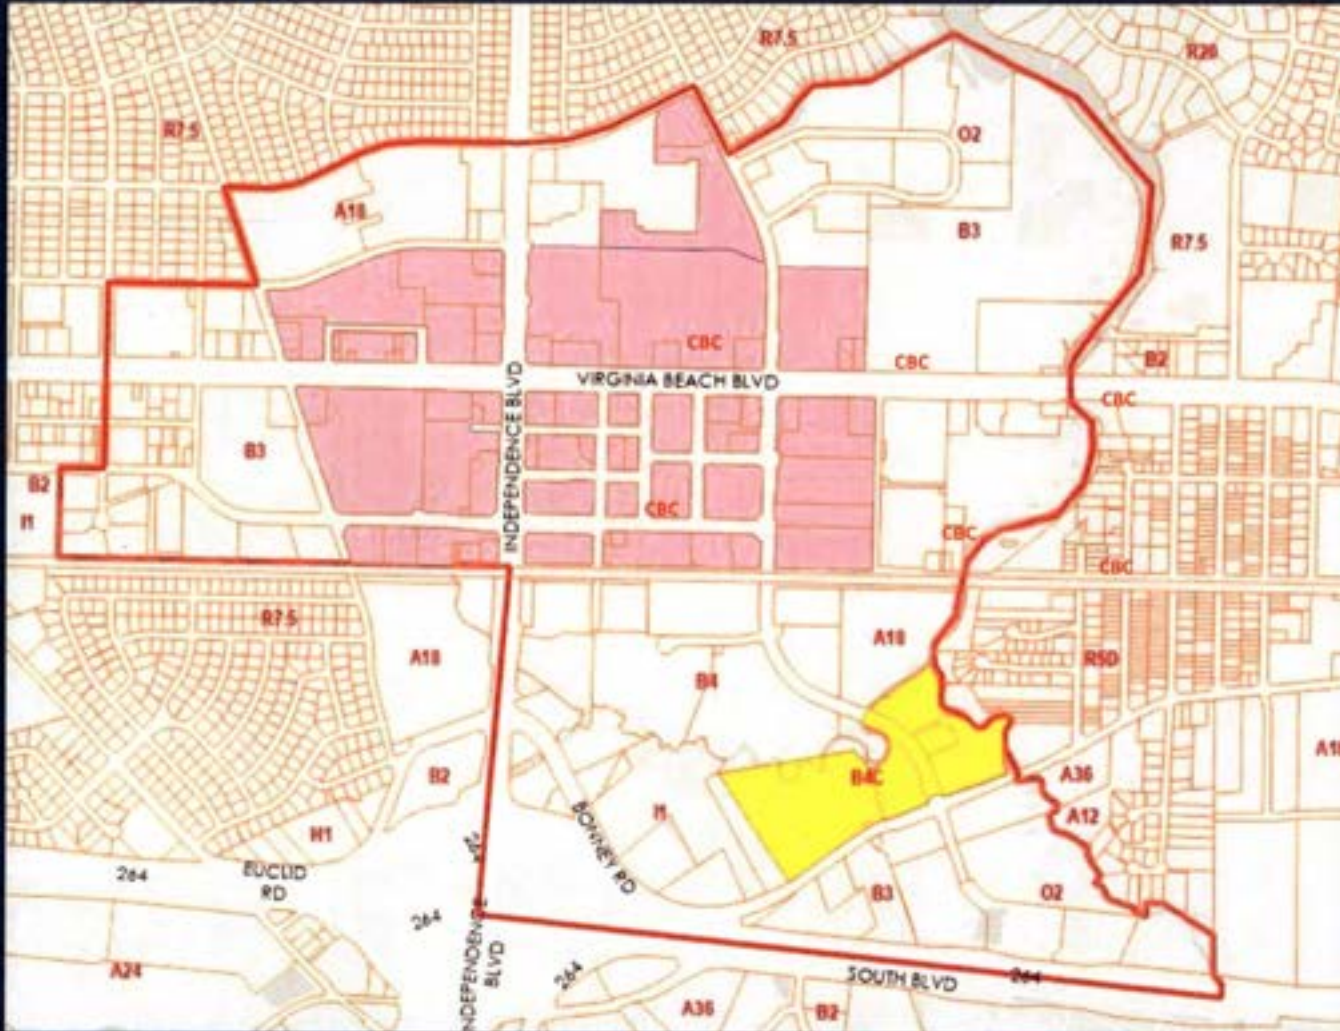 R7.5
R20
R7.5
O2
A18
B3
R7.5
CBC
CBC
B2
VIRGINIA BEACH BLVD
CBC
INDEPENDENCE BLVD
B3
B2
I1
CBC
CBC
CBC
R7.5
A18
A18
R5D
B4
B2
B4C
A36
A18
I1
A12
H1
BONNEY RD
264
EUCLID
RD
264
B3
O2
264
INDEPENDENCE
BLVD
A24
264
SOUTH BLVD
264
A36
B2